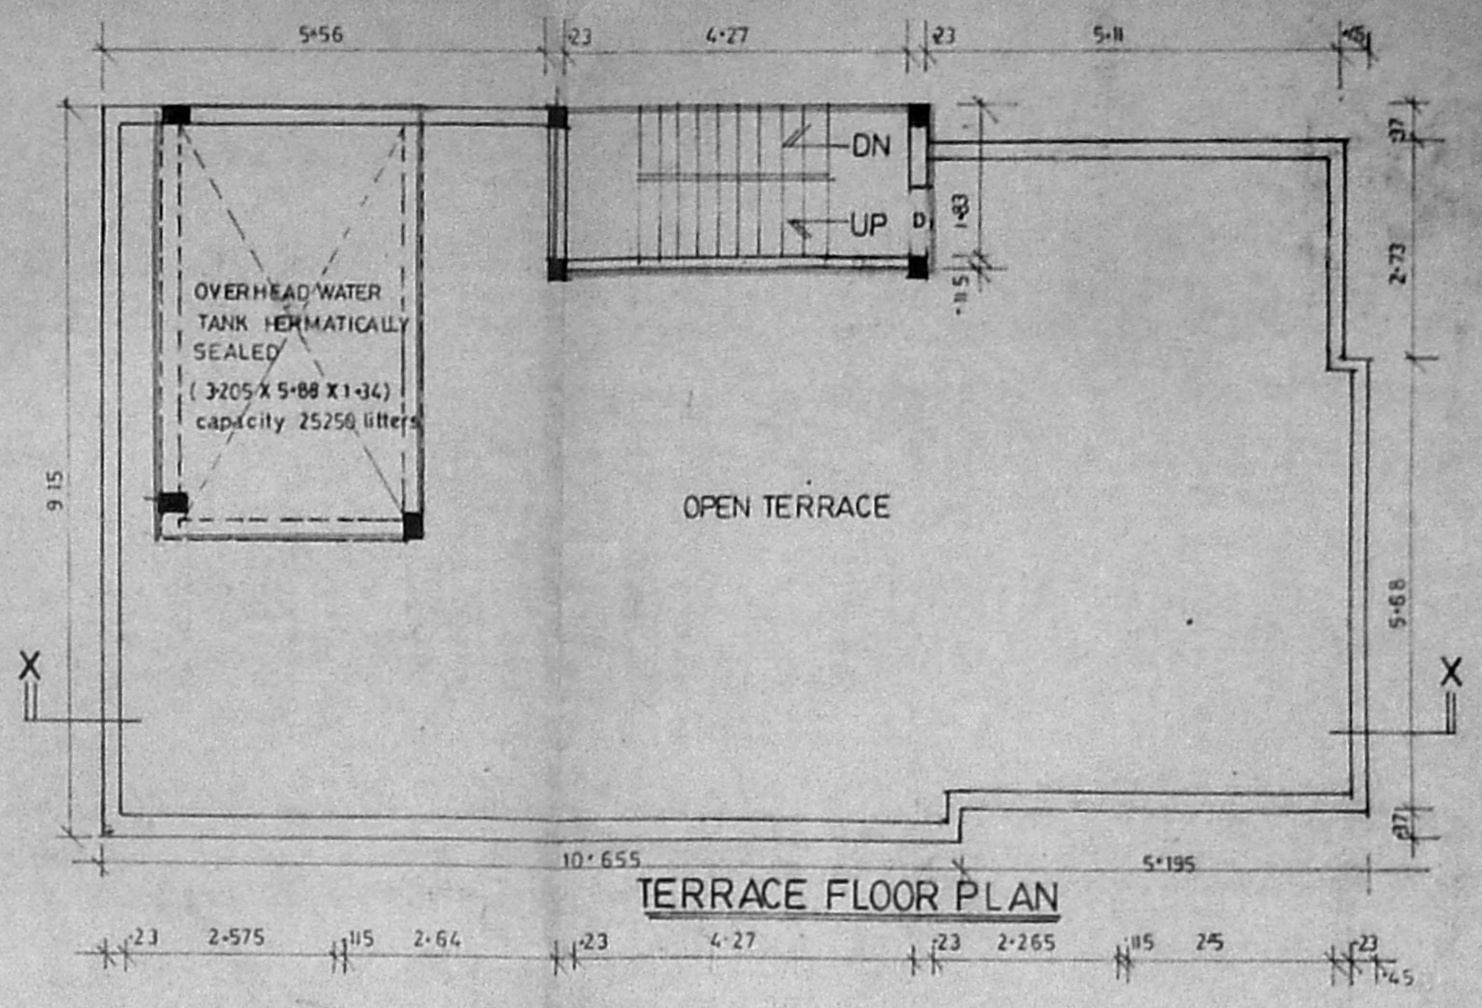 5·56
·23
4·27
·23
5·11
·45
·37
DN
UP
D
1·83
·115
2·73
OVERHEAD WATER
TANK HERMATICALLY
SEALED
( 3·205 X 5·88 X 1·34)
capacity 25250 litters
9 15
OPEN TERRACE
5·68
X
X
·37
10·655
5·195
TERRACE FLOOR PLAN
·23
2·575
·115
2·64
·23
4·27
·23
2·265
·115
2·5
·23
·45